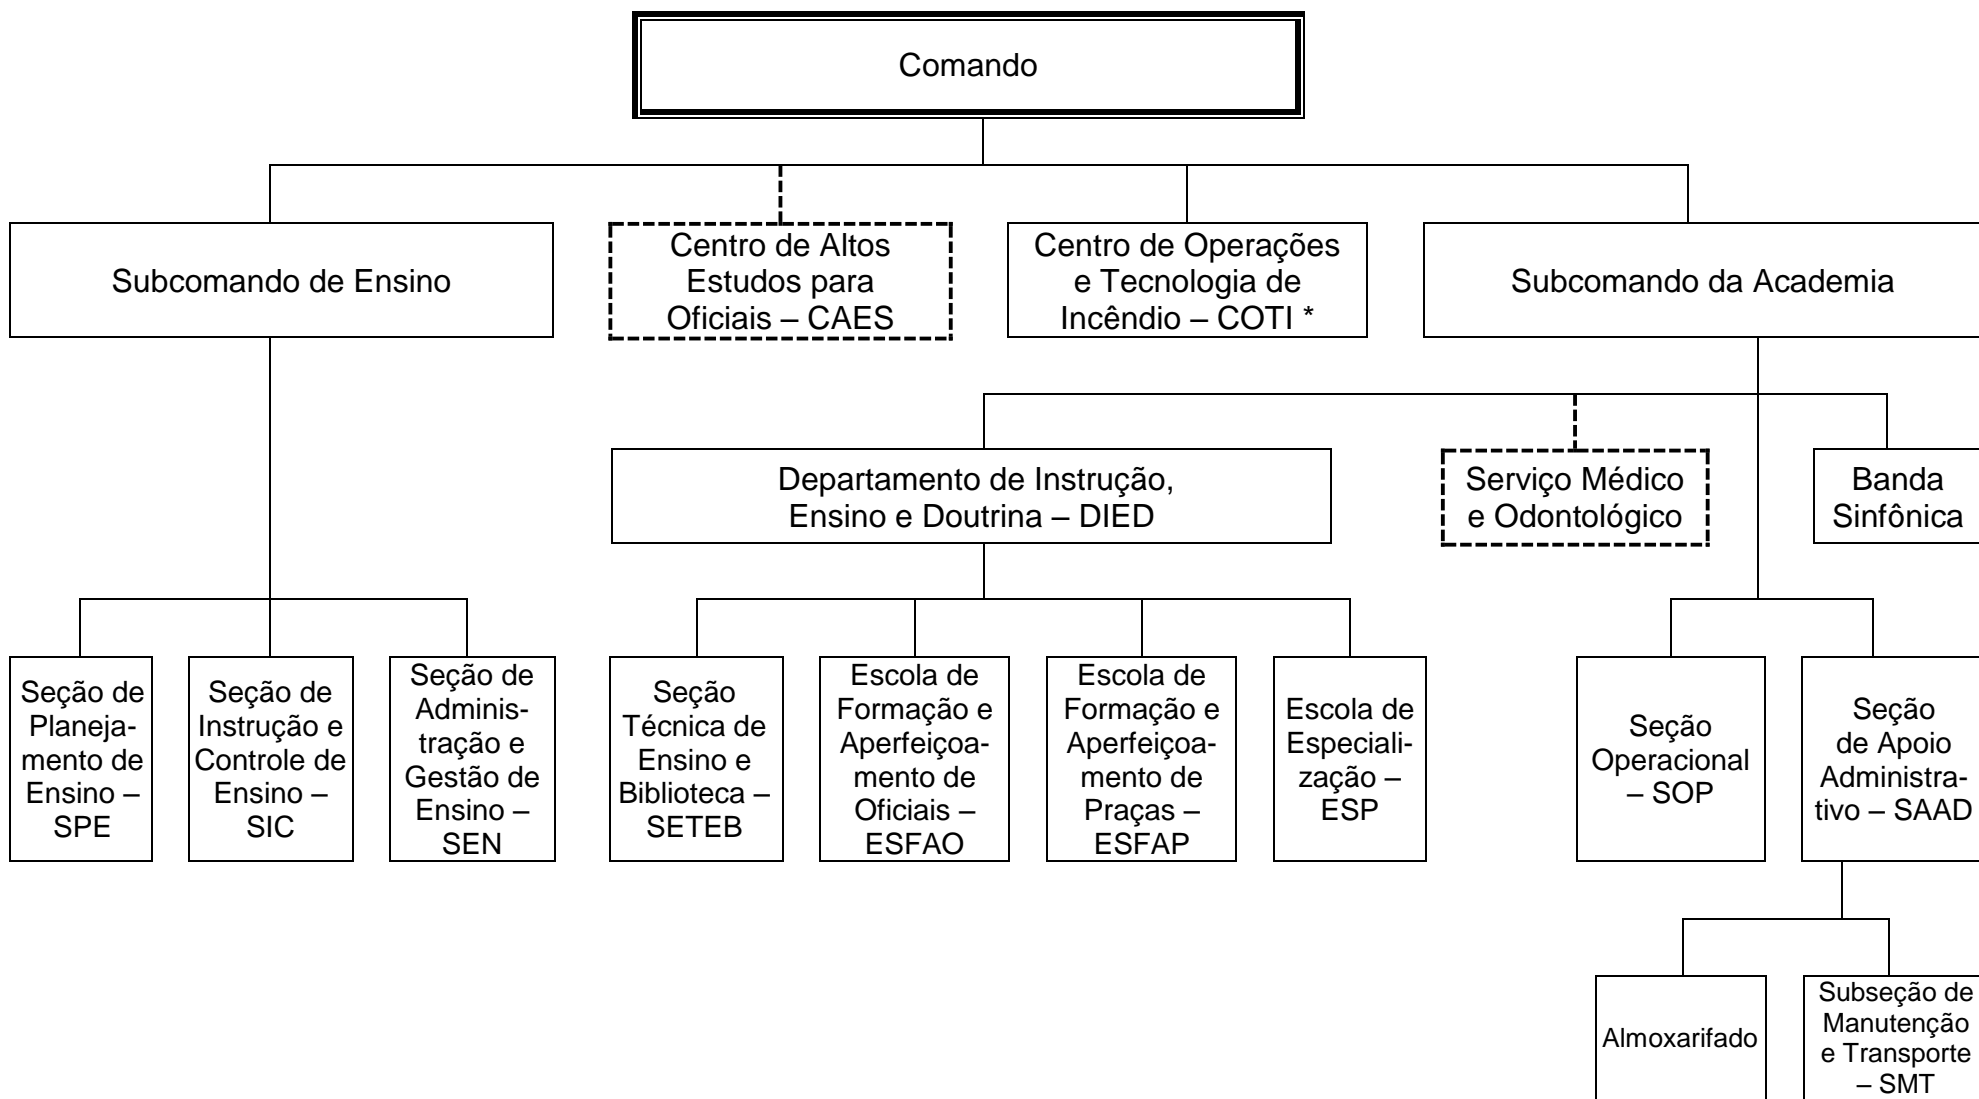 Comando
Subcomando de Ensino
Centro de Altos
Estudos para
Oficiais – CAES
Centro de Operações
e Tecnologia de
Incêndio – COTI *
Subcomando da Academia
Departamento de Instrução,
Ensino e Doutrina – DIED
Serviço Médico
e Odontológico
Banda
Sinfônica
Seção de
Planeja-
mento de
Ensino –
SPE
Seção de
Instrução e
Controle de
Ensino –
SIC
Seção de
Adminis-
tração e
Gestão de
Ensino –
SEN
Seção
Técnica de
Ensino e
Biblioteca –
SETEB
Escola de
Formação e
Aperfeiçoa-
mento de
Oficiais –
ESFAO
Escola de
Formação e
Aperfeiçoa-
mento de
Praças –
ESFAP
Escola de
Especiali-
zação –
ESP
Seção
Operacional
– SOP
Seção
de Apoio
Administra-
tivo – SAAD
Almoxarifado
Subseção de
Manutenção
e Transporte
– SMT